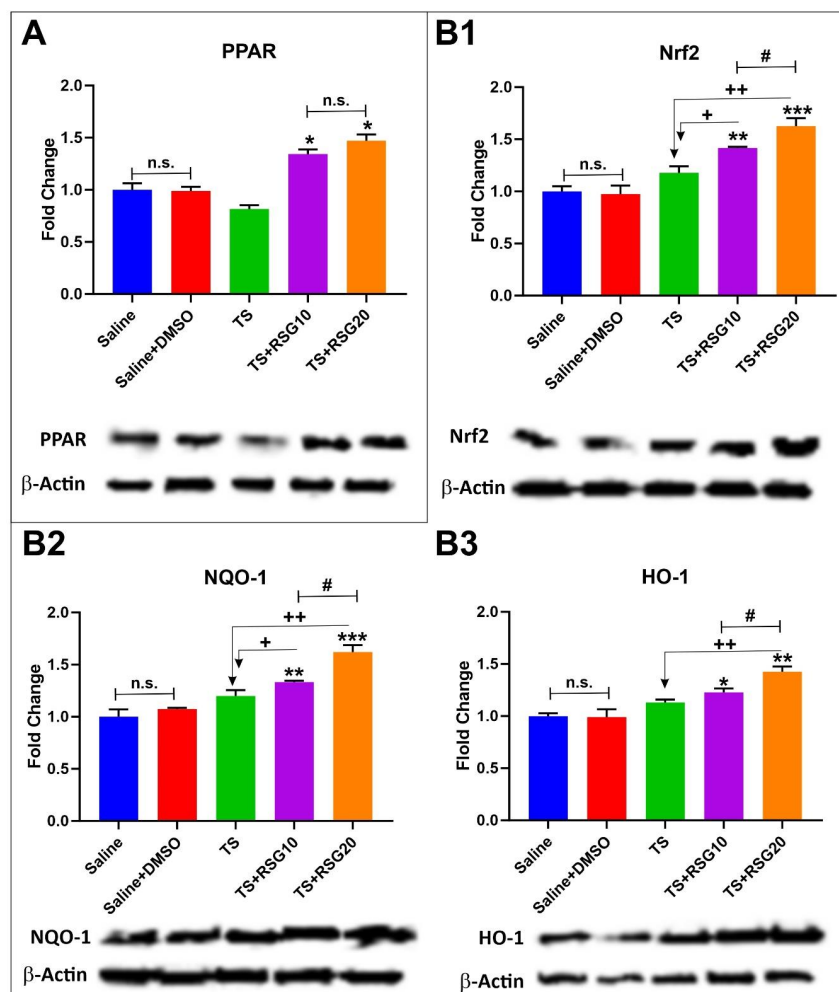 A
PPAR
Fold Change
2.0
1.5
1.0
0.5
0.0
n.s.
*
n.s.
*
Saline
Saline+DMSO
TS
TS+RSG10
TS+RSG20
PPAR
β-Actin
B1
Nrf2
Fold Change
2.0
1.5
1.0
0.5
0.0
#
++
+
***
**
n.s.
Saline
Saline+DMSO
TS
TS+RSG10
TS+RSG20
Nrf2
β-Actin
B2
NQO-1
Fold Change
2.0
1.5
1.0
0.5
0.0
#
++
+
***
**
n.s.
Saline
Saline+DMSO
TS
TS+RSG10
TS+RSG20
NQO-1
β-Actin
B3
HO-1
Flold Change
2.0
1.5
1.0
0.5
0.0
#
++
**
*
n.s.
Saline
Saline+DMSO
TS
TS+RSG10
TS+RSG20
HO-1
β-Actin